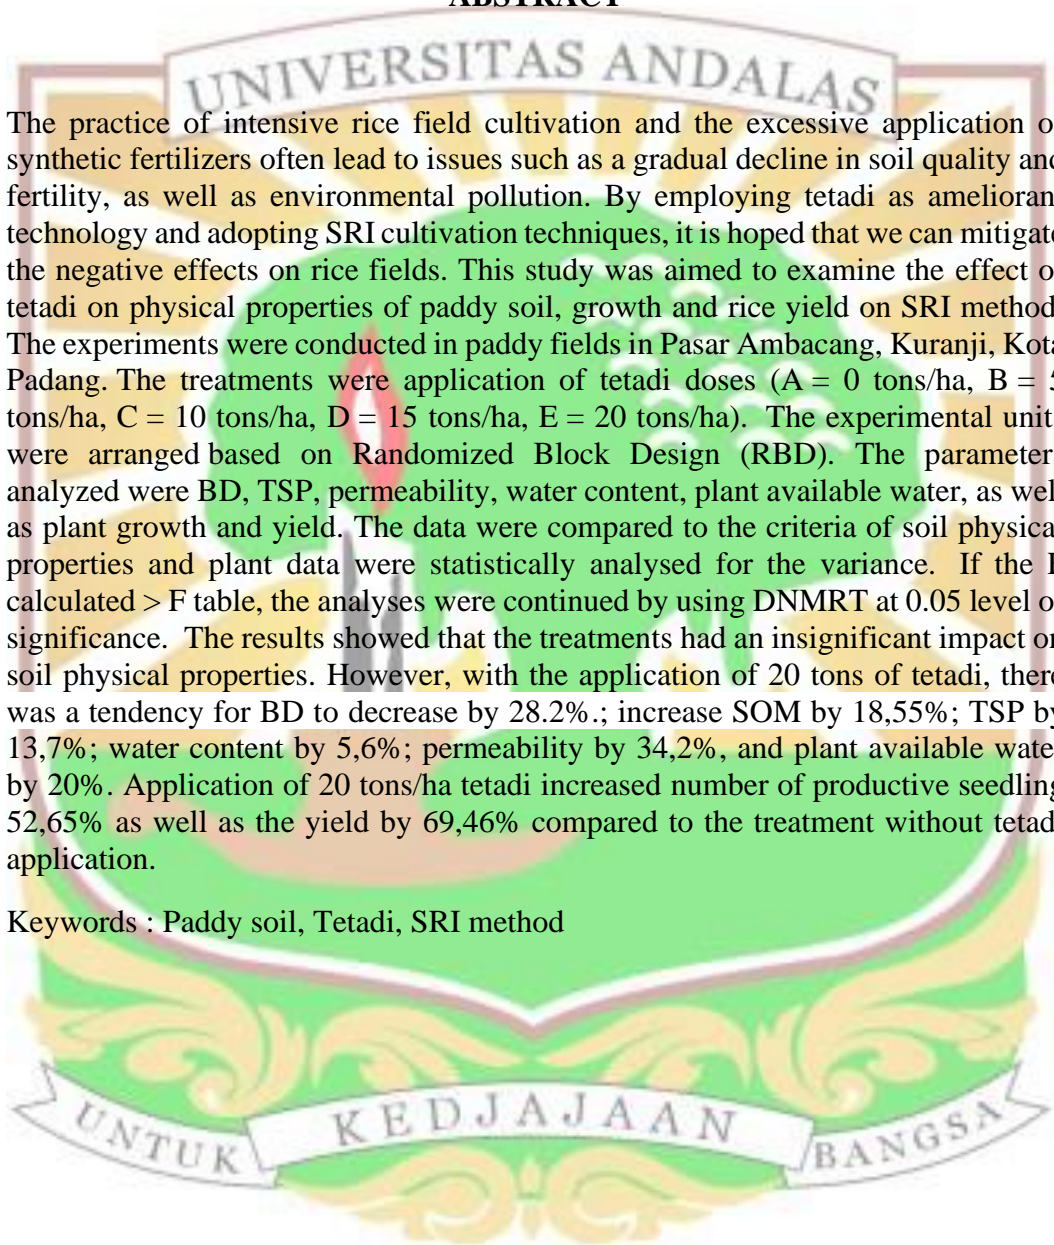 ABSTRACT
UNIVERSITAS ANDALAS
The practice of intensive rice field cultivation and the excessive application o
synthetic fertilizers often lead to issues such as a gradual decline in soil quality and
fertility, as well as environmental pollution. By employing tetadi as amelioran
technology and adopting SRI cultivation techniques, it is hoped that we can mitigate
the negative effects on rice fields. This study was aimed to examine the effect o
tetadi on physical properties of paddy soil, growth and rice yield on SRI method
The experiments were conducted in paddy fields in Pasar Ambacang, Kuranji, Kota
Padang. The treatments were application of tetadi doses (A = 0 tons/ha, B = 5
tons/ha, C = 10 tons/ha, D = 15 tons/ha, E = 20 tons/ha). The experimental unit
were arranged based on Randomized Block Design (RBD). The parameter
analyzed were BD, TSP, permeability, water content, plant available water, as well
as plant growth and yield. The data were compared to the criteria of soil physical
properties and plant data were statistically analysed for the variance. If the F
calculated > F table, the analyses were continued by using DNMRT at 0.05 level o
significance. The results showed that the treatments had an insignificant impact on
soil physical properties. However, with the application of 20 tons of tetadi, there
was a tendency for BD to decrease by 28.2%.; increase SOM by 18,55%; TSP by
13,7%; water content by 5,6%; permeability by 34,2%, and plant available wate
by 20%. Application of 20 tons/ha tetadi increased number of productive seedling
52,65% as well as the yield by 69,46% compared to the treatment without tetad
application.
Keywords : Paddy soil, Tetadi, SRI method
UNTUK KEDJAJAAN BANGSA